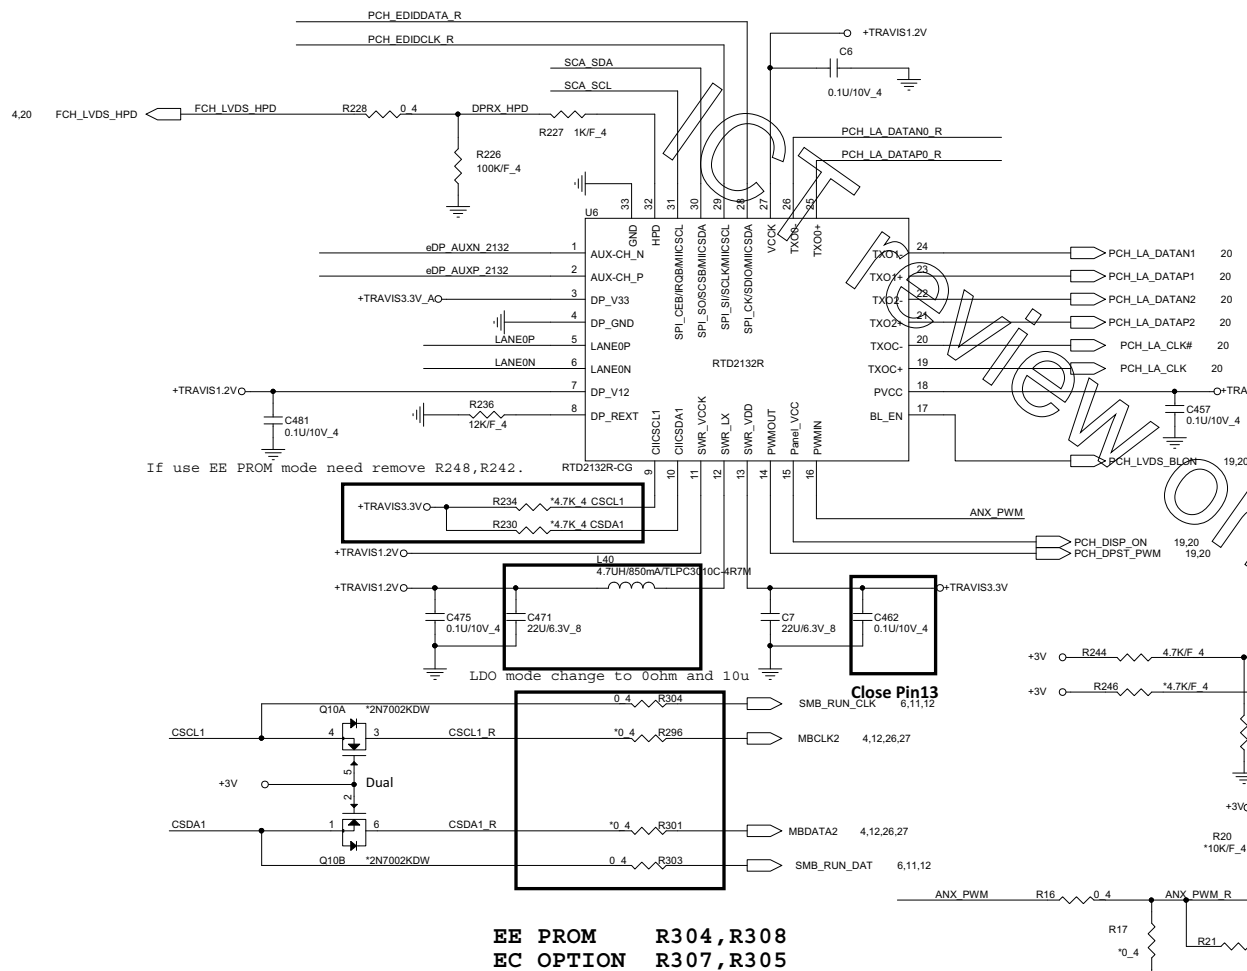 PCH_EDIDDATA_R
PCH_EDIDCLK_R
SCA_SDA
SCA_SCL
+TRAVIS1.2V
C6
0.1U/10V_4
4,20 FCH_LVDS_HPD FCH_LVDS_HPD R228 0_4 DPRX_HPD
R227 1K/F_4
R226
100K/F_4
PCH_LA_DATAN0_R
PCH_LA_DATAP0_R
33 32 31 30 29 28 27 26 25
U6
GND HPD SPI_CEB/IRQB/MIICSCL SPI_SO/SCSB/MIICSDA SPI_SI/SCLK/MIICSCL SPI_CK/SDIO/MIICSDA VCCK TXO0- TXO0+
eDP_AUXN_2132 1 AUX-CH_N
eDP_AUXP_2132 2 AUX-CH_P
+TRAVIS3.3V_A 3 DP_V33
4 DP_GND
LANE0P 5 LANE0P
LANE0N 6 LANE0N
+TRAVIS1.2V 7 DP_V12
R236 8 DP_REXT
12K/F_4
C481
0.1U/10V_4
RTD2132R
TXO1- 24 PCH_LA_DATAN1 20
TXO1+ 23 PCH_LA_DATAP1 20
TXO2- 22 PCH_LA_DATAN2 20
TXO2+ 21 PCH_LA_DATAP2 20
TXOC- 20 PCH_LA_CLK# 20
TXOC+ 19 PCH_LA_CLK 20
PVCC 18 +TRA
BL_EN 17
C457
0.1U/10V_4
PCH_LVDS_BLON 19,20
CIICSCL1 CIICSDA1 SWR_VCCK SWR_LX SWR_VDD PWMOUT Panel_VCC PWMIN
RTD2132R-CG
9 10 11 12 13 14 15 16
If use EE PROM mode need remove R248,R242.
+TRAVIS3.3V R234 *4.7K_4 CSCL1
R230 *4.7K_4 CSDA1
ANX_PWM
PCH_DISP_ON 19,20
PCH_DPST_PWM 19,20
+TRAVIS1.2V
L40
4.7UH/850mA/TLPC3010C-4R7M
+TRAVIS1.2V
+TRAVIS3.3V
C475
0.1U/10V_4
C471
22U/6.3V_8
C7
22U/6.3V_8
C462
0.1U/10V_4
LDO mode change to 0ohm and 10u
Close Pin13
+3V R244 4.7K/F_4
+3V R246 *4.7K/F_4
0_4 R304 SMB_RUN_CLK 6,11,12
Q10A *2N7002KDW
CSCL1 4 3 CSCL1_R *0_4 R296 MBCLK2 4,12,26,27
+3V 5 Dual
2
CSDA1 1 6 CSDA1_R *0_4 R301 MBDATA2 4,12,26,27
Q10B *2N7002KDW 0_4 R303 SMB_RUN_DAT 6,11,12
+3V
R20
*10K/F_4
ANX_PWM R16 0_4 ANX_PWM_R
R17
*0_4
R21
EE PROM R304,R308
EC OPTION R307,R305
ICT review on